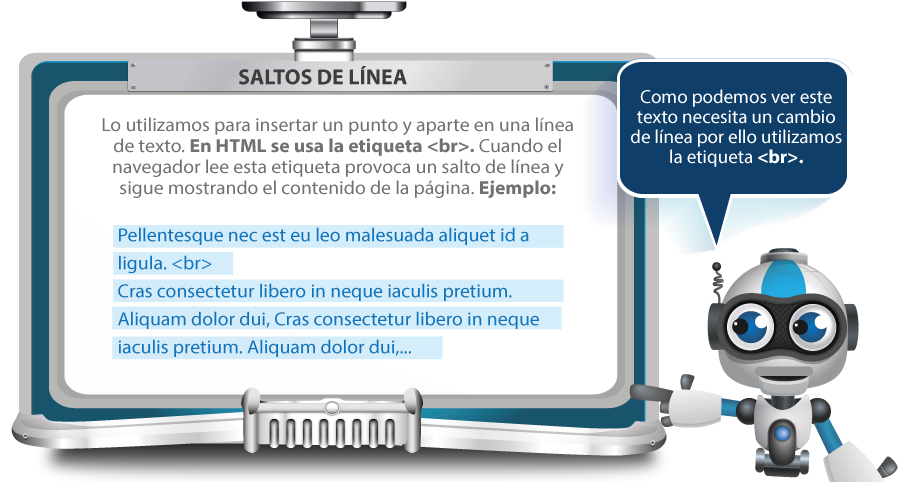 SALTOS DE LÍNEA
Lo utilizamos para insertar un punto y aparte en una línea
de texto. En HTML se usa la etiqueta <br>. Cuando el
navegador lee esta etiqueta provoca un salto de línea y
sigue mostrando el contenido de la página. Ejemplo:
Pellentesque nec est eu leo malesuada aliquet id a
ligula. <br>
Cras consectetur libero in neque iaculis pretium.
Aliquam dolor dui, Cras consectetur libero in neque
iaculis pretium. Aliquam dolor dui,...
Como podemos ver este
texto necesita un cambio
de línea por ello utilizamos
la etiqueta <br>.